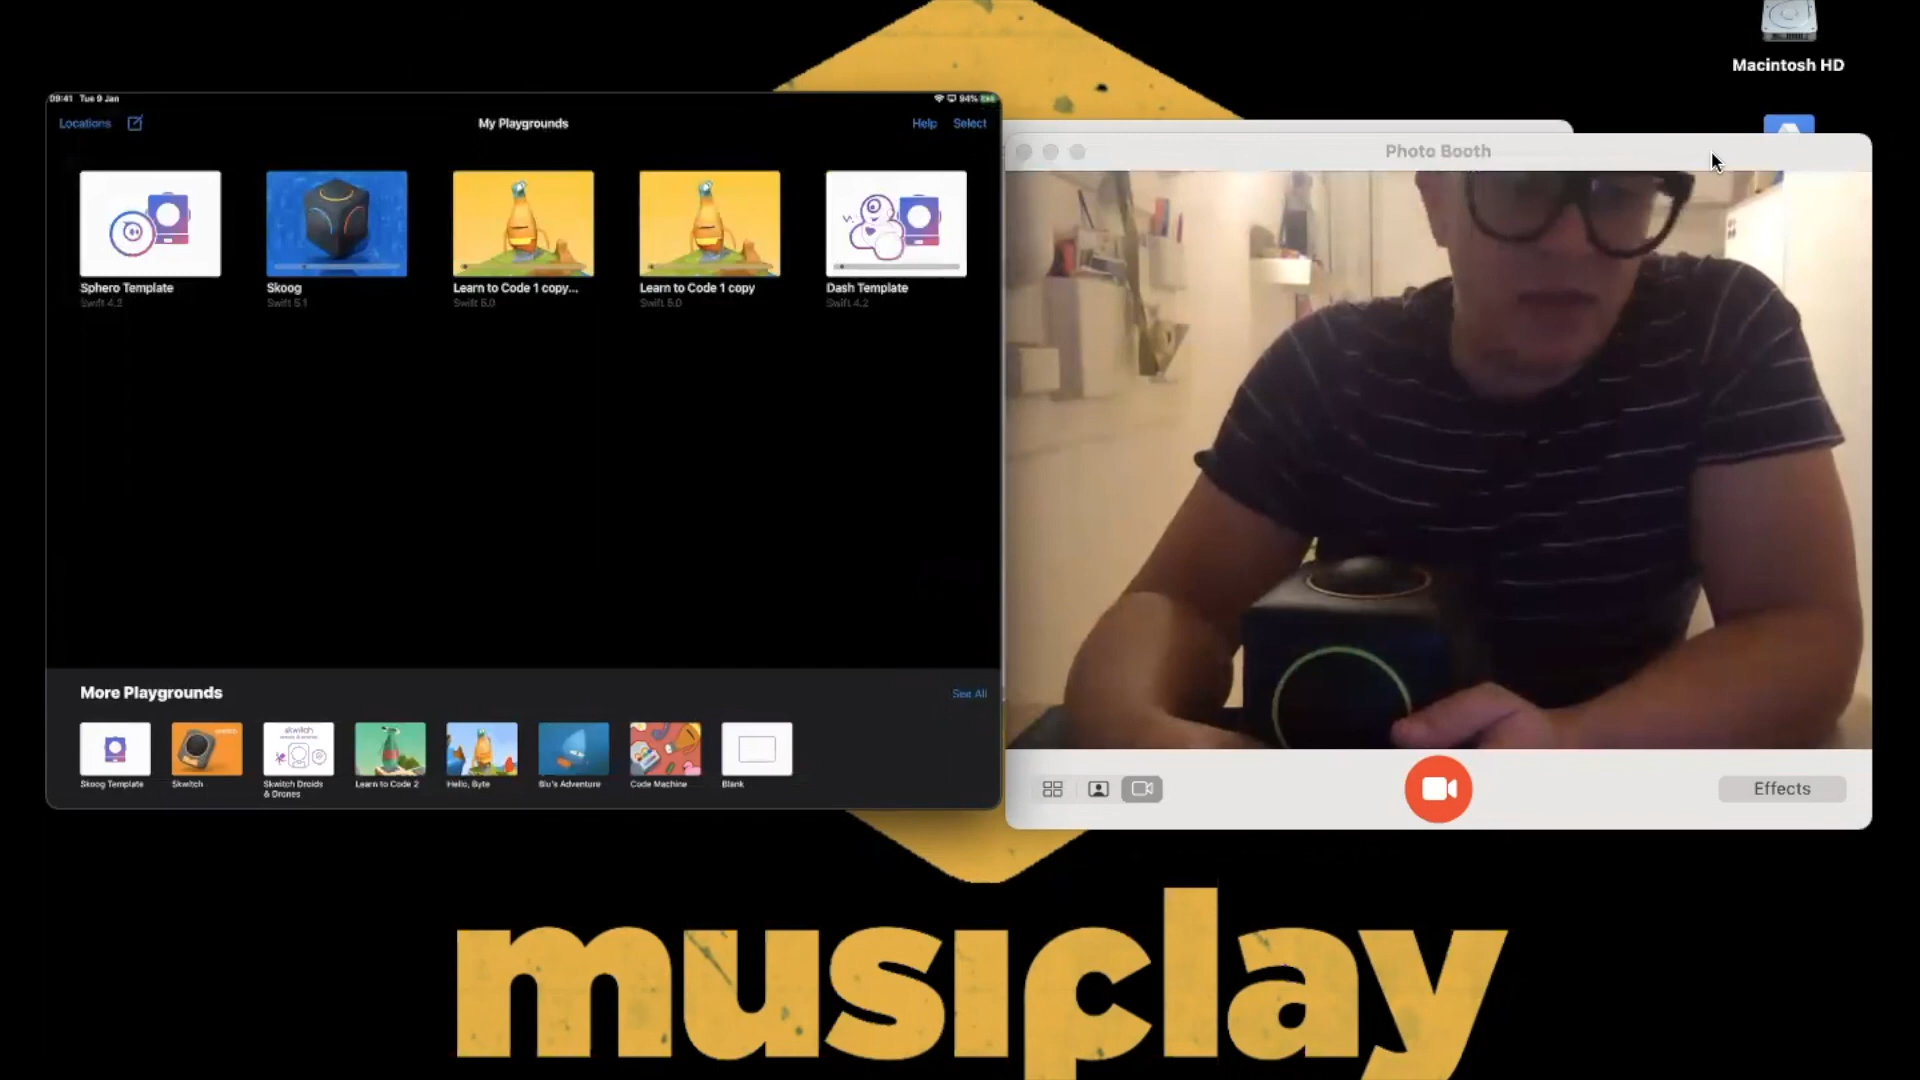 Macintosh HD
09:41 Tue 9 Jan
94%
Locations
My Playgrounds
Help Select
Photo Booth
Sphero Template
Swift 4.2
Skoog
Swift 5.1
Learn to Code 1 copy...
Swift 5.0
Learn to Code 1 copy
Swift 5.0
Dash Template
Swift 4.2
More Playgrounds
See All
skwitch
Skoog Template
Skwitch
Skwitch Droids
& Drones
Learn to Code 2
Hello, Byte
Blu's Adventure
Code Machine
Blank
Effects
musiclay